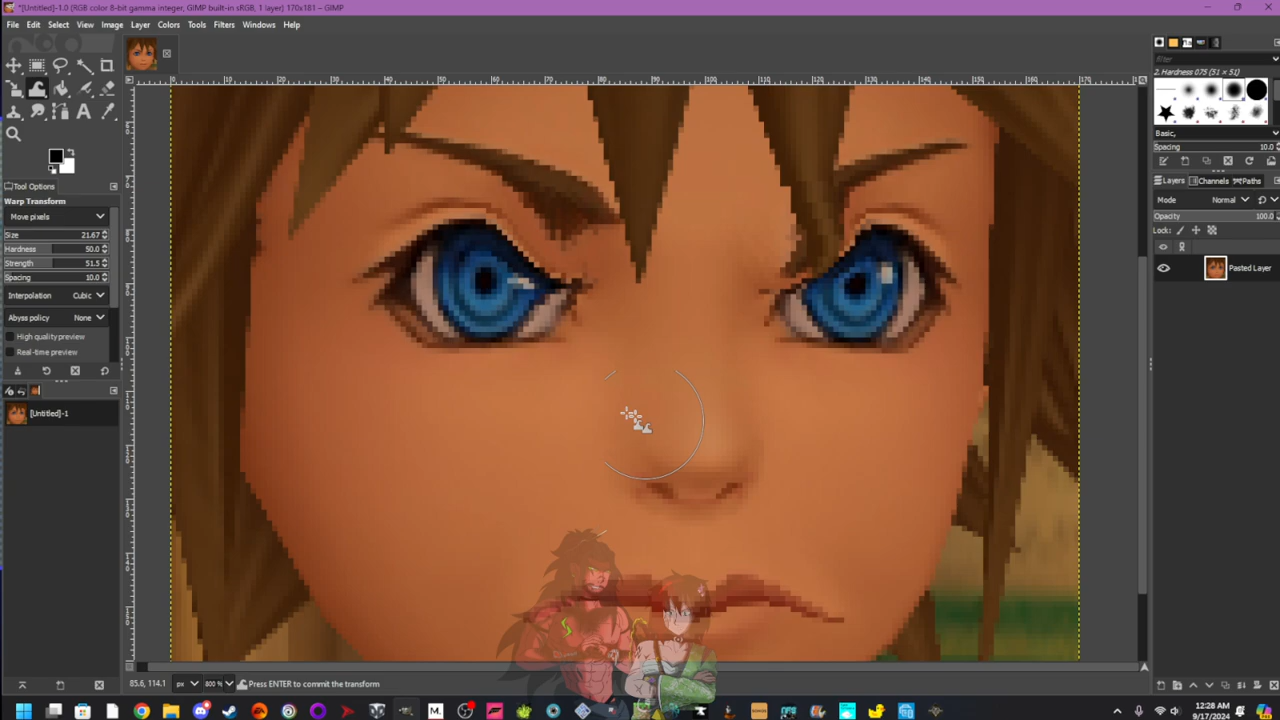 *[Untitled]-1.0 (RGB color 8-bit gamma integer, GIMP built-in sRGB, 1 layer) 170x181 – GIMP
File Edit Select View Image Layer Colors Tools Filters Windows Help
Tool Options
Warp Transform
Move pixels
Size 21.67
Hardness 50.0
Strength 51.5
Spacing 10.0
Interpolation Cubic
Abyss policy None
High quality preview
Real-time preview
[Untitled]-1
85.6, 114.1 px 800 % Press ENTER to commit the transform
Filter
2. Hardness 075 (51 × 51)
Basic,
Spacing 10.0
Layers Channels Paths
Mode Normal
Opacity 100.0
Lock:
Pasted Layer
12:28 AM
9/17/2024